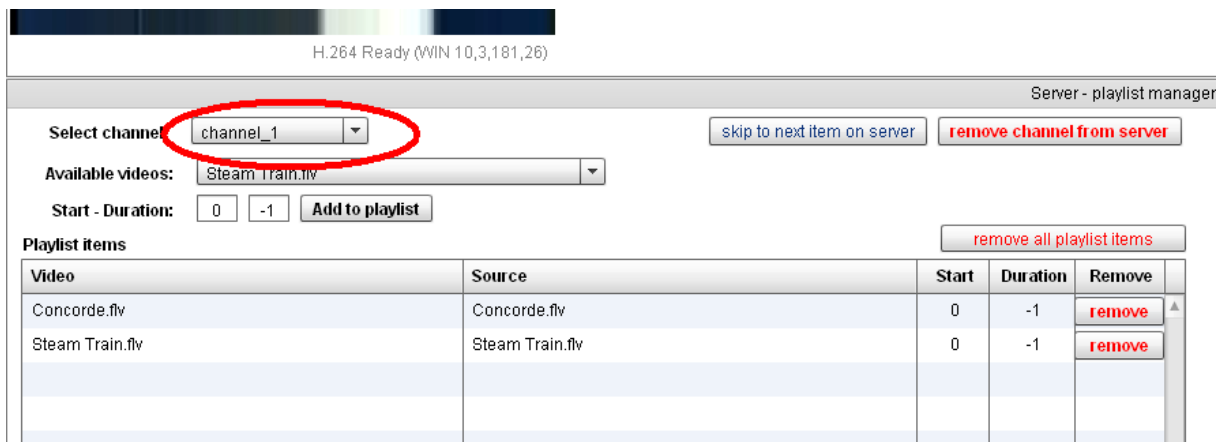 H.264 Ready (WIN 10,3,181,26)
Server - playlist manager
Select channel channel_1 skip to next item on server remove channel from server
Available videos: Steam Train.flv
Start - Duration: 0 -1 Add to playlist
Playlist items remove all playlist items
Video Source Start Duration Remove
Concorde.flv Concorde.flv 0 -1 remove
Steam Train.flv Steam Train.flv 0 -1 remove